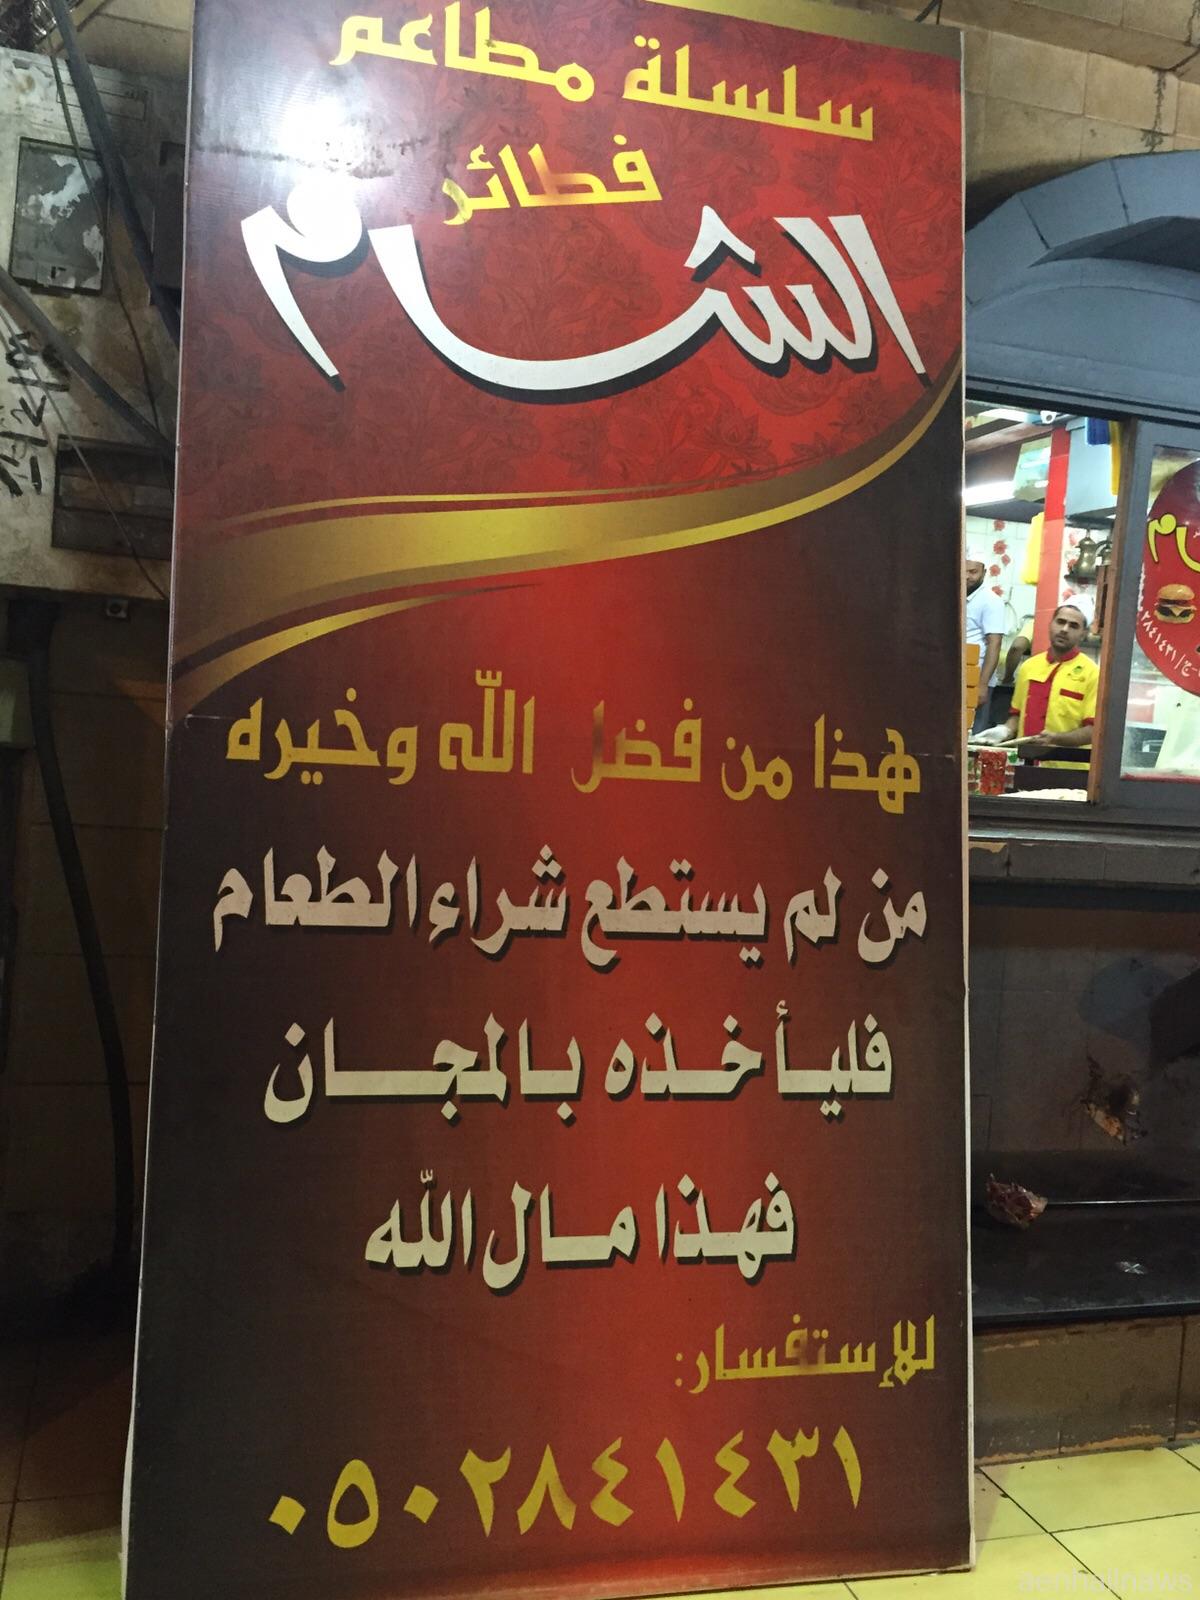 سلسلة مطاعم
فطائر
الشام
هذا من فضل الله وخيره
من لم يستطع شراء الطعام
فليأخذه بالمجان
فهذا مال الله
للإستفسار:
٠٥٠٢٨٤١٤٣١
aenhailnaws